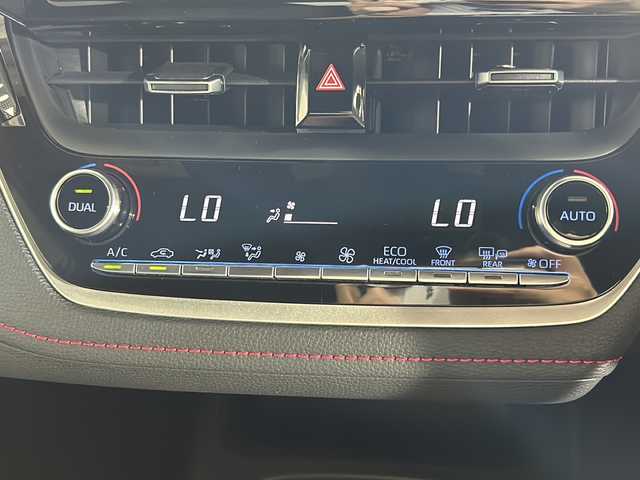 DUAL LO LO AUTO
A/C ECO HEAT/COOL FRONT REAR OFF